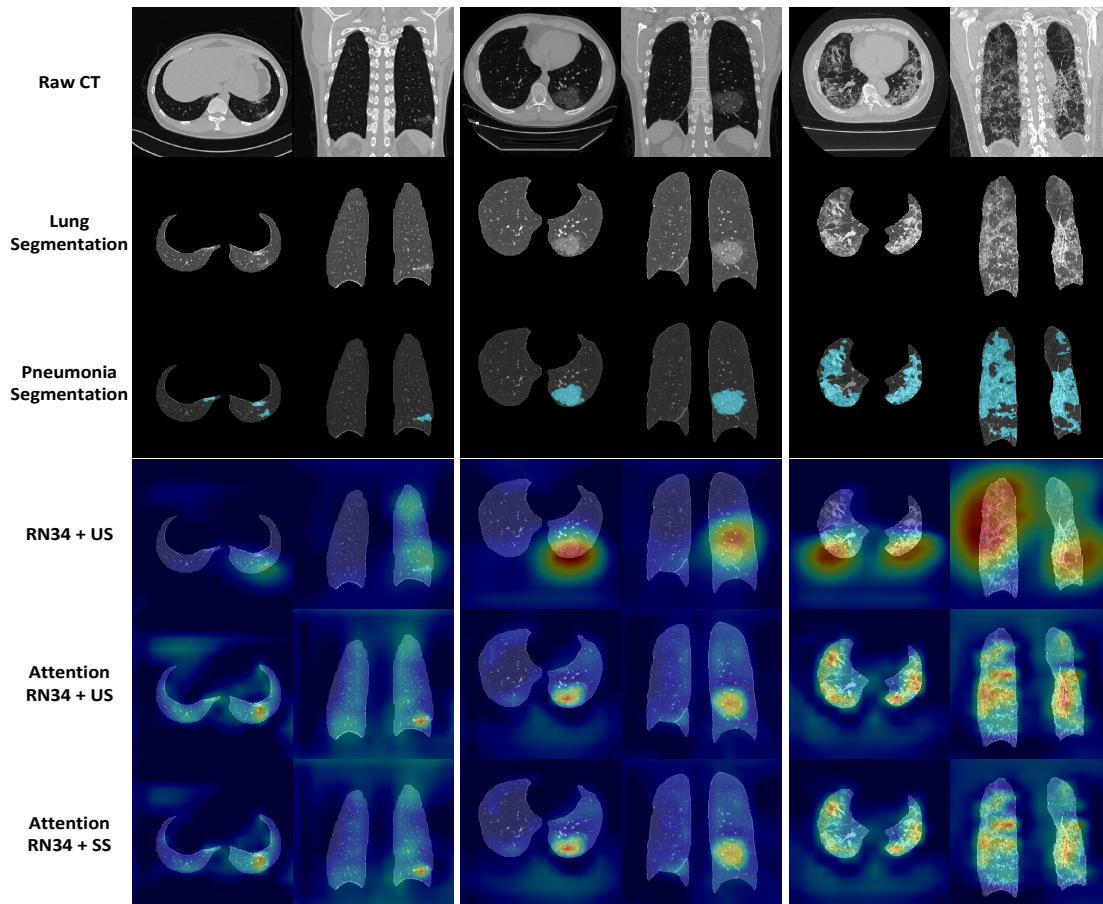 Raw CT
Lung
Segmentation
Pneumonia
Segmentation
RN34 + US
Attention
RN34 + US
Attention
RN34 + SS